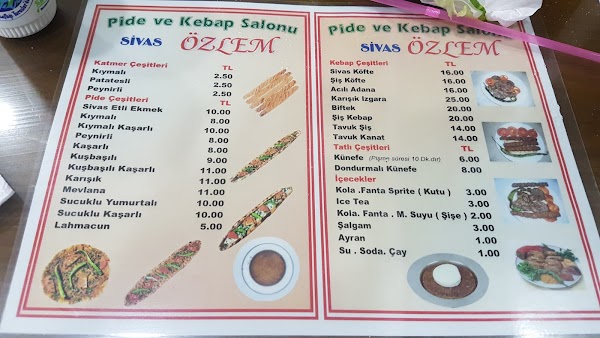 Pide ve Kebap Salonu
SİVAS ÖZLEM
Katmer Çeşitleri TL
Kıymalı 2.50
Patatesli 2.50
Peynirli 2.50
Pide Çeşitleri TL
Sivas Etli Ekmek 10.00
Kıymalı 8.00
Kıymalı Kaşarlı 10.00
Peynirli 8.00
Kaşarlı 8.00
Kuşbaşılı 9.00
Kuşbaşılı Kaşarlı 11.00
Karışık 11.00
Mevlana 11.00
Sucuklu Yumurtalı 10.00
Sucuklu Kaşarlı 10.00
Lahmacun 5.00
Pide ve Kebap Salonu
SİVAS ÖZLEM
Kebap Çeşitleri TL
Sivas Köfte 16.00
Şiş Köfte 16.00
Acılı Adana 16.00
Karışık Izgara 25.00
Biftek 20.00
Şiş Kebap 20.00
Tavuk Şiş 14.00
Tavuk Kanat 14.00
Tatlı Çeşitleri TL
Künefe (Pişme süresi 10 Dk.dır) 6.00
Dondurmalı Künefe 8.00
İçecekler
Kola .Fanta Sprite ( Kutu ) 3.00
Ice Tea 3.00
Kola. Fanta . M. Suyu ( Şişe ) 2.00
Şalgam 3.00
Ayran 1.00
Su . Soda. Çay 1.00